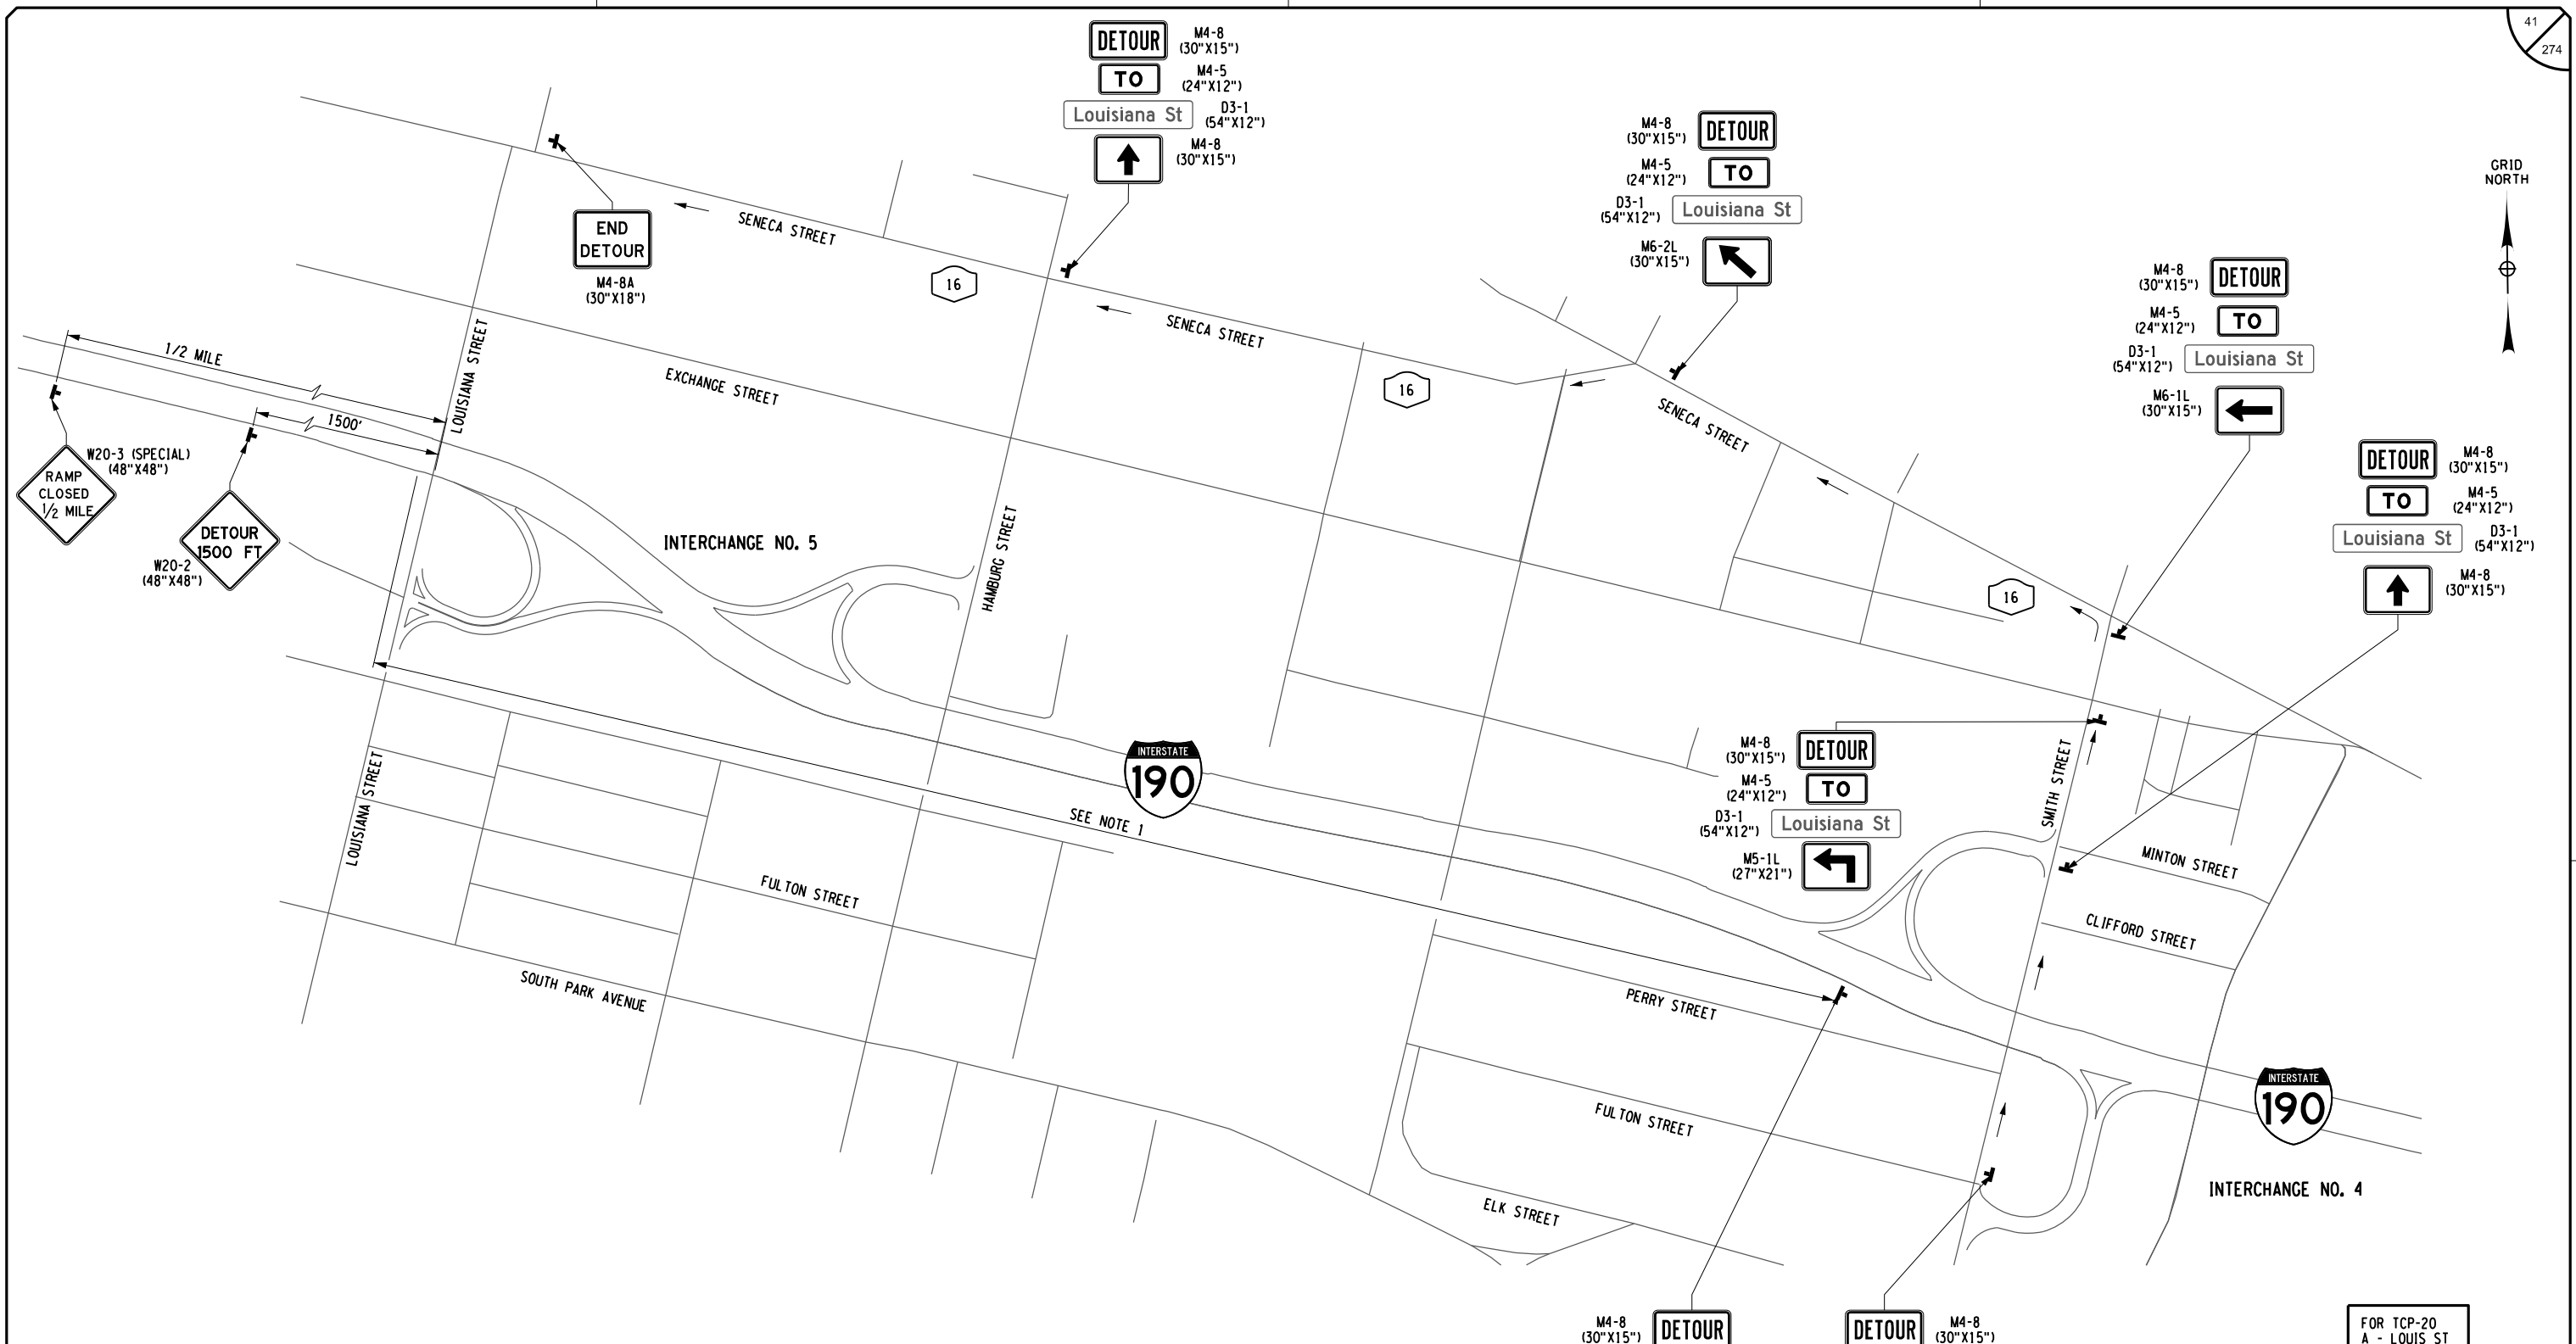 41
274
DETOUR
M4-8
(30"X15")
TO
M4-5
(24"X12")
Louisiana St
D3-1
(54"X12")
M4-8
(30"X15")
M4-8
(30"X15")
DETOUR
M4-5
(24"X12")
TO
D3-1
(54"X12")
Louisiana St
M6-2L
(30"X15")
GRID
NORTH
M4-8
(30"X15")
DETOUR
M4-5
(24"X12")
TO
D3-1
(54"X12")
Louisiana St
M6-1L
(30"X15")
DETOUR
M4-8
(30"X15")
TO
M4-5
(24"X12")
Louisiana St
D3-1
(54"X12")
M4-8
(30"X15")
END
DETOUR
M4-8A
(30"X18")
SENECA STREET
16
SENECA STREET
16
SENECA STREET
16
1/2 MILE
1500'
LOUISIANA STREET
EXCHANGE STREET
W20-3 (SPECIAL)
(48"X48")
RAMP
CLOSED
1/2 MILE
DETOUR
1500 FT
W20-2
(48"X48")
INTERCHANGE NO. 5
HAMBURG STREET
INTERSTATE
190
SEE NOTE 1
M4-8
(30"X15")
DETOUR
M4-5
(24"X12")
TO
D3-1
(54"X12")
Louisiana St
M5-1L
(27"X21")
SMITH STREET
MINTON STREET
CLIFFORD STREET
LOUISIANA STREET
FULTON STREET
SOUTH PARK AVENUE
PERRY STREET
FULTON STREET
ELK STREET
INTERSTATE
190
INTERCHANGE NO. 4
M4-8
(30"X15")
DETOUR
DETOUR
M4-8
(30"X15")
FOR TCP-20
A - LOUIS ST